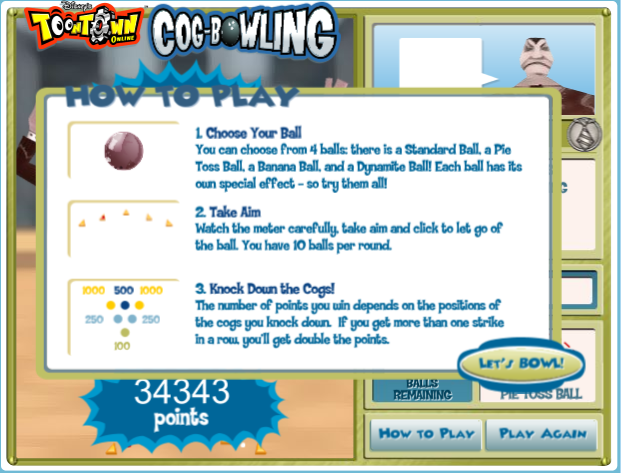 Disney's
TOONTOWN
ONLINE
COG-BOWLING
HOW TO PLAY
1. Choose Your Ball
You can choose from 4 balls: there is a Standard Ball, a Pie
Toss Ball, a Banana Ball, and a Dynamite Ball! Each ball has its
own special effect - so try them all!
2. Take Aim
Watch the meter carefully, take aim and click to let go of
the ball. You have 10 balls per round.
3. Knock Down the Cogs!
1000 500 1000
250 250
100
The number of points you win depends on the positions of
the cogs you knock down. If you get more than one strike
in a row, you'll get double the points.
LET'S BOWL!
34343
points
BALLS
REMAINING
PIE TOSS BALL
HOW TO PLAY
PLAY AGAIN